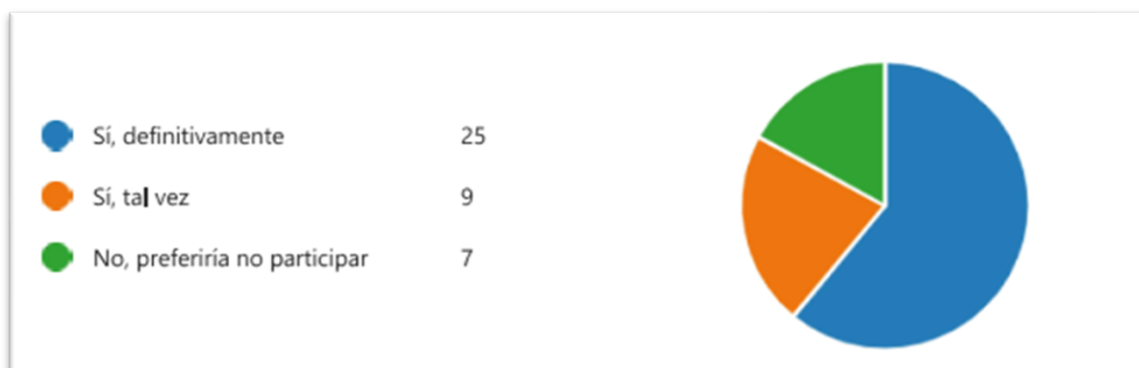 Sí, definitivamente 25
Sí, tal vez 9
No, preferiría no participar 7